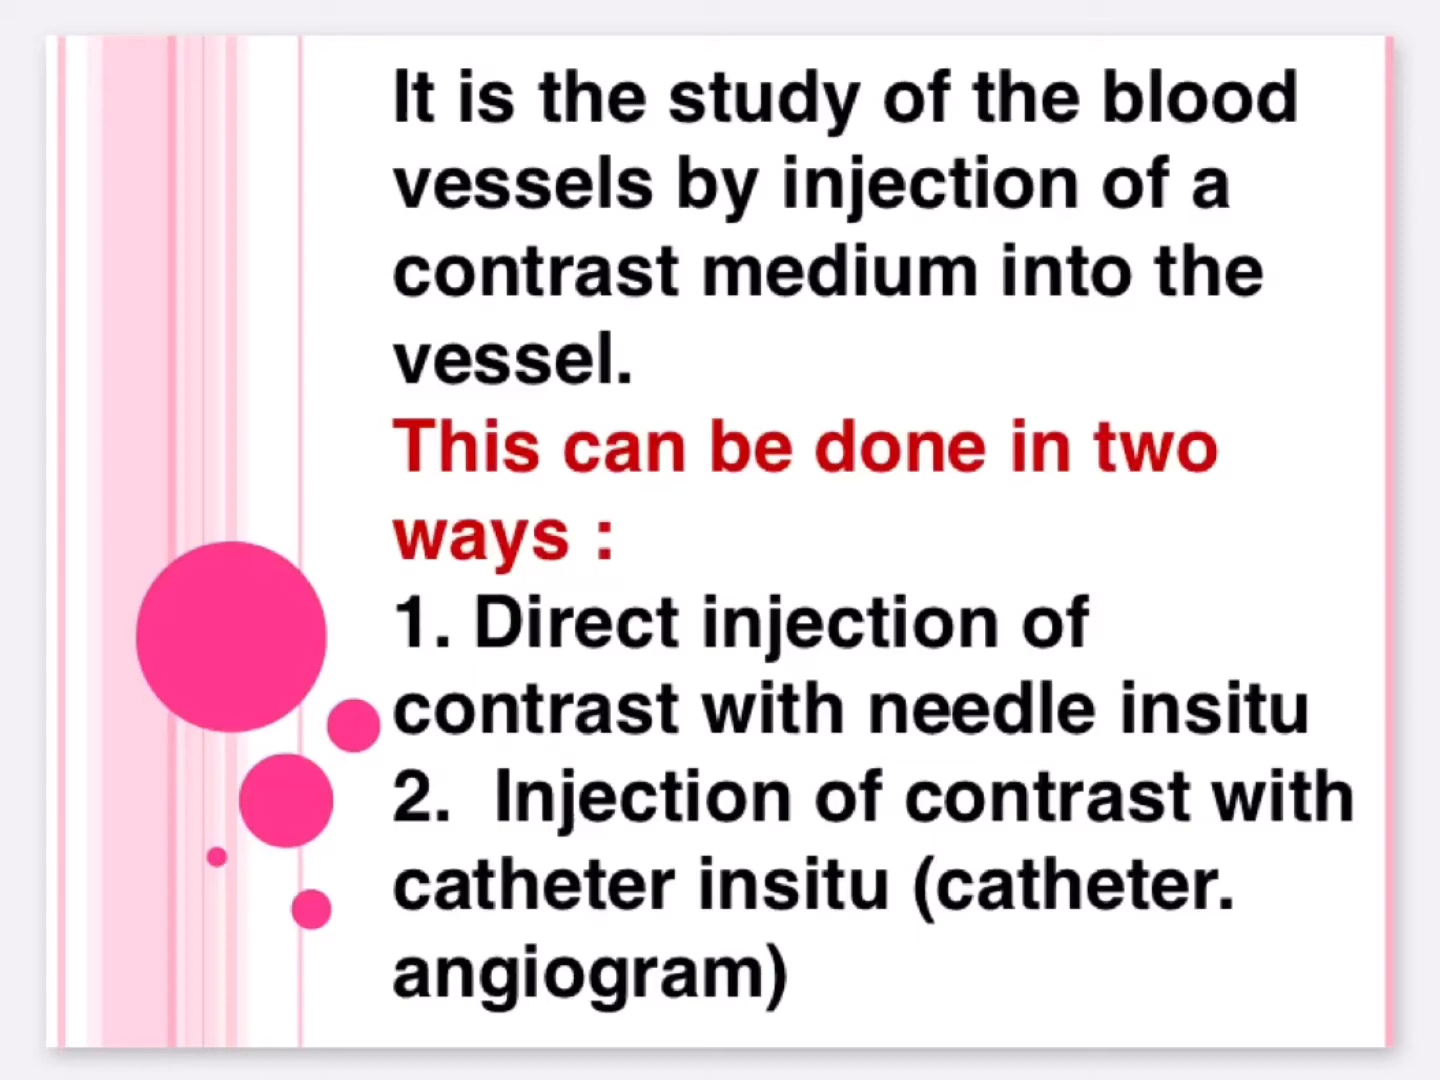 It is the study of the blood
vessels by injection of a
contrast medium into the
vessel.
This can be done in two
ways :
1. Direct injection of
contrast with needle insitu
2.  Injection of contrast with
catheter insitu (catheter.
angiogram)